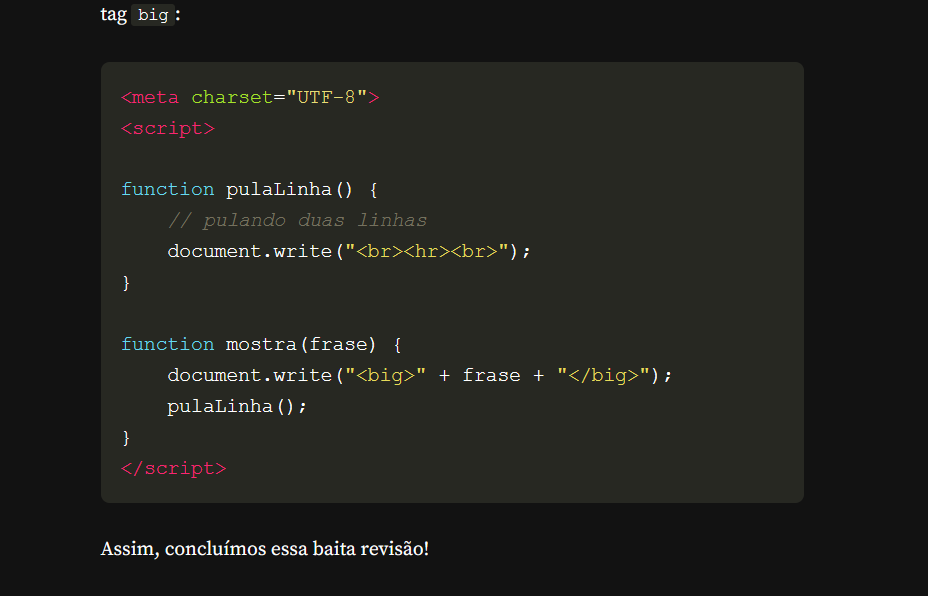 tag big:
<meta charset="UTF-8">
<script>
function pulaLinha() {
    // pulando duas linhas
    document.write("<br><hr><br>");
}
function mostra(frase) {
    document.write("<big>" + frase + "</big>");
    pulaLinha();
}
</script>
Assim, concluímos essa baita revisão!